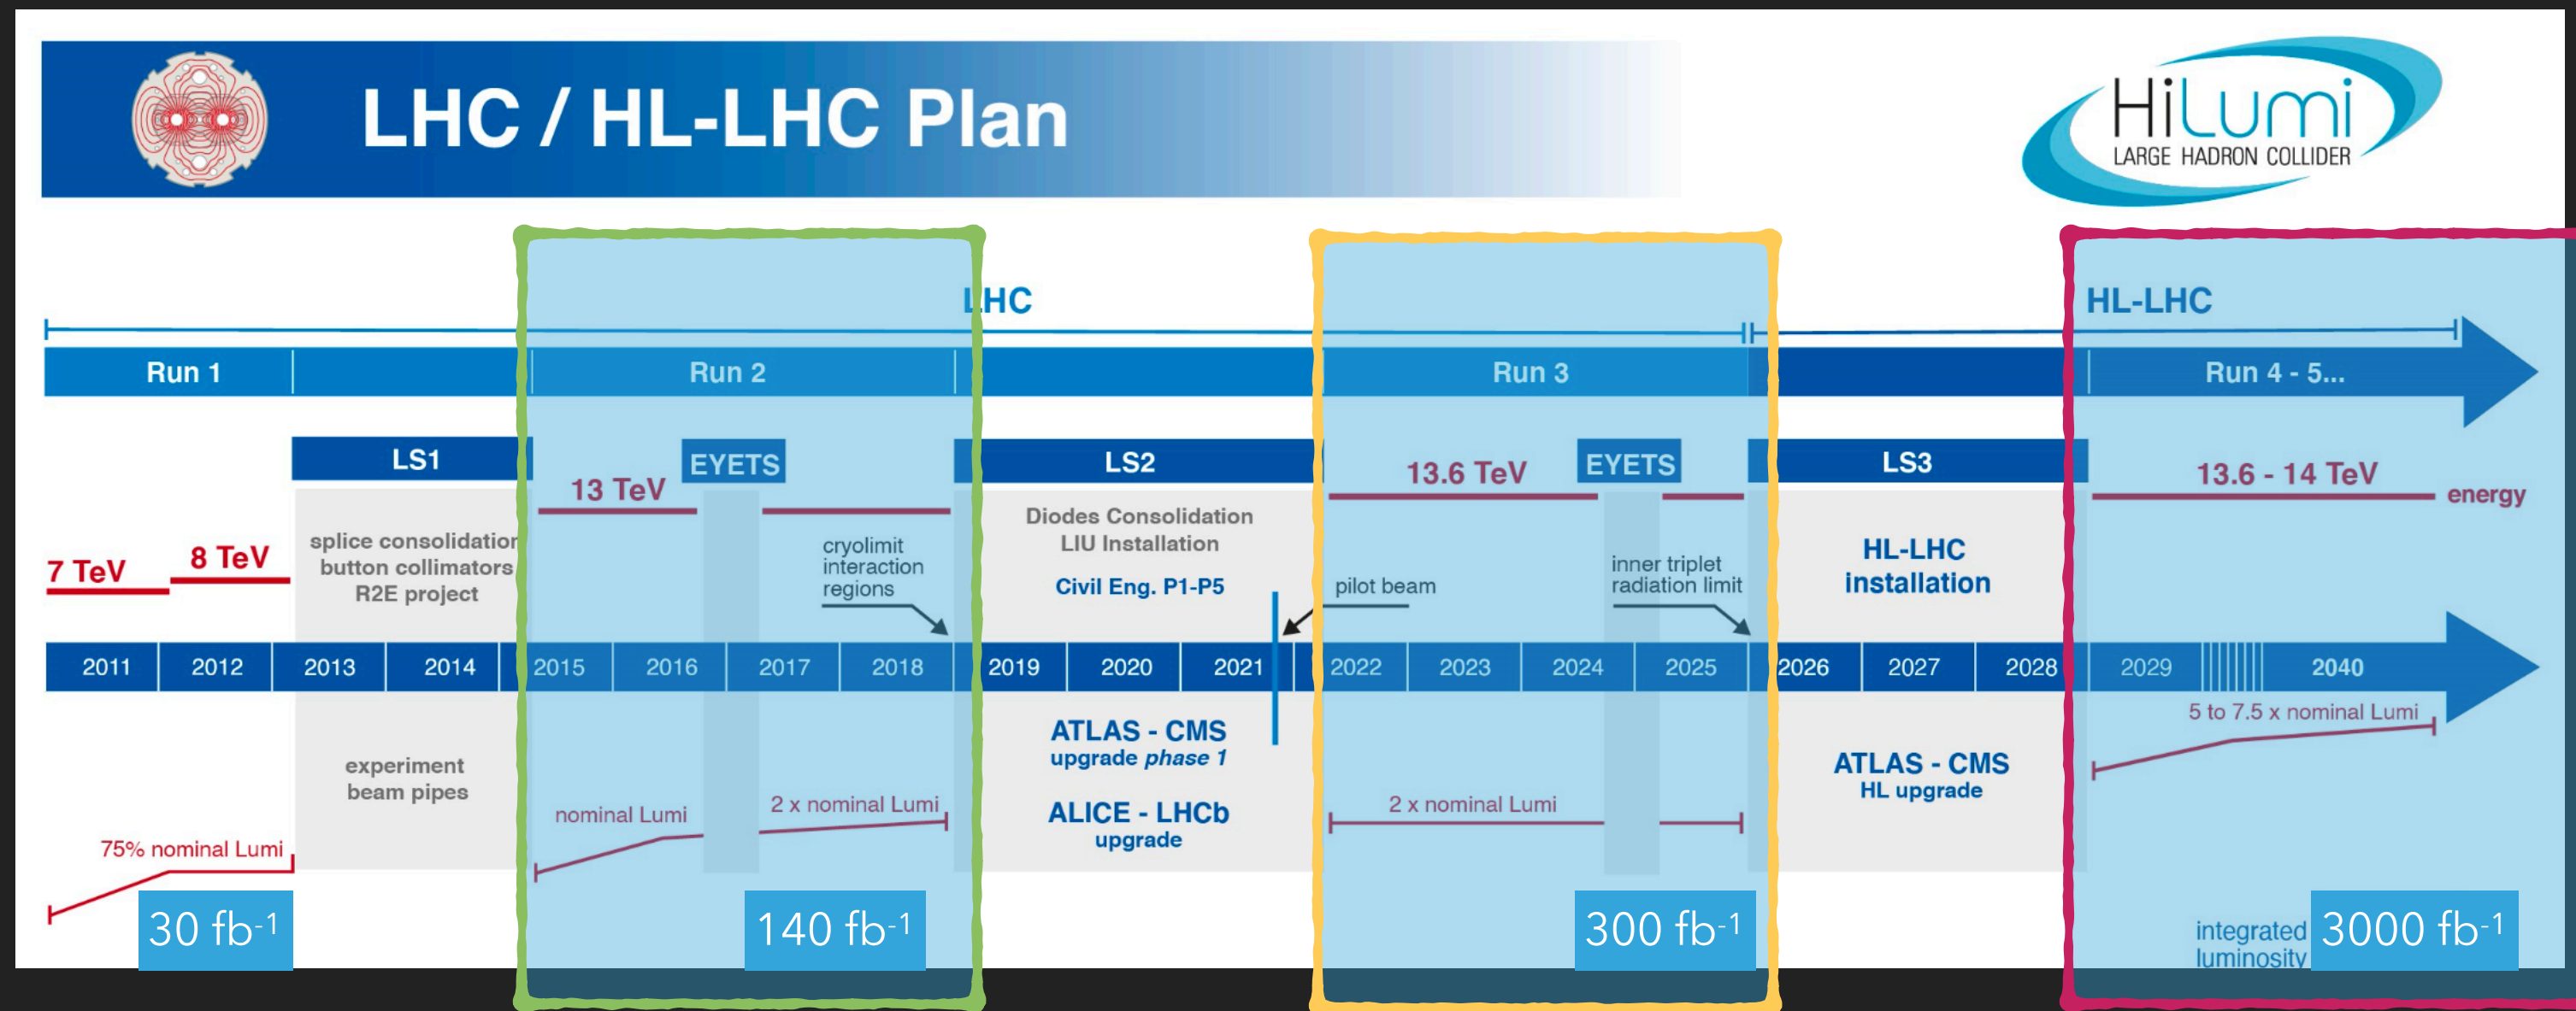 LHC / HL-LHC Plan
HiLumi
LARGE HADRON COLLIDER
LHC
HL-LHC
Run 1
Run 2
Run 3
Run 4 - 5...
LS1
EYETS
LS2
EYETS
LS3
13 TeV
13.6 TeV
13.6 - 14 TeV
energy
7 TeV
8 TeV
splice consolidation
button collimators
R2E project
cryolimit
interaction
regions
Diodes Consolidation
LIU Installation
Civil Eng. P1-P5
pilot beam
inner triplet
radiation limit
HL-LHC
installation
2011
2012
2013
2014
2015
2016
2017
2018
2019
2020
2021
2022
2023
2024
2025
2026
2027
2028
2029
2040
5 to 7.5 x nominal Lumi
experiment
beam pipes
ATLAS - CMS
upgrade phase 1
ALICE - LHCb
upgrade
ATLAS - CMS
HL upgrade
75% nominal Lumi
nominal Lumi
2 x nominal Lumi
2 x nominal Lumi
30 fb-1
140 fb-1
300 fb-1
integrated
luminosity
3000 fb-1